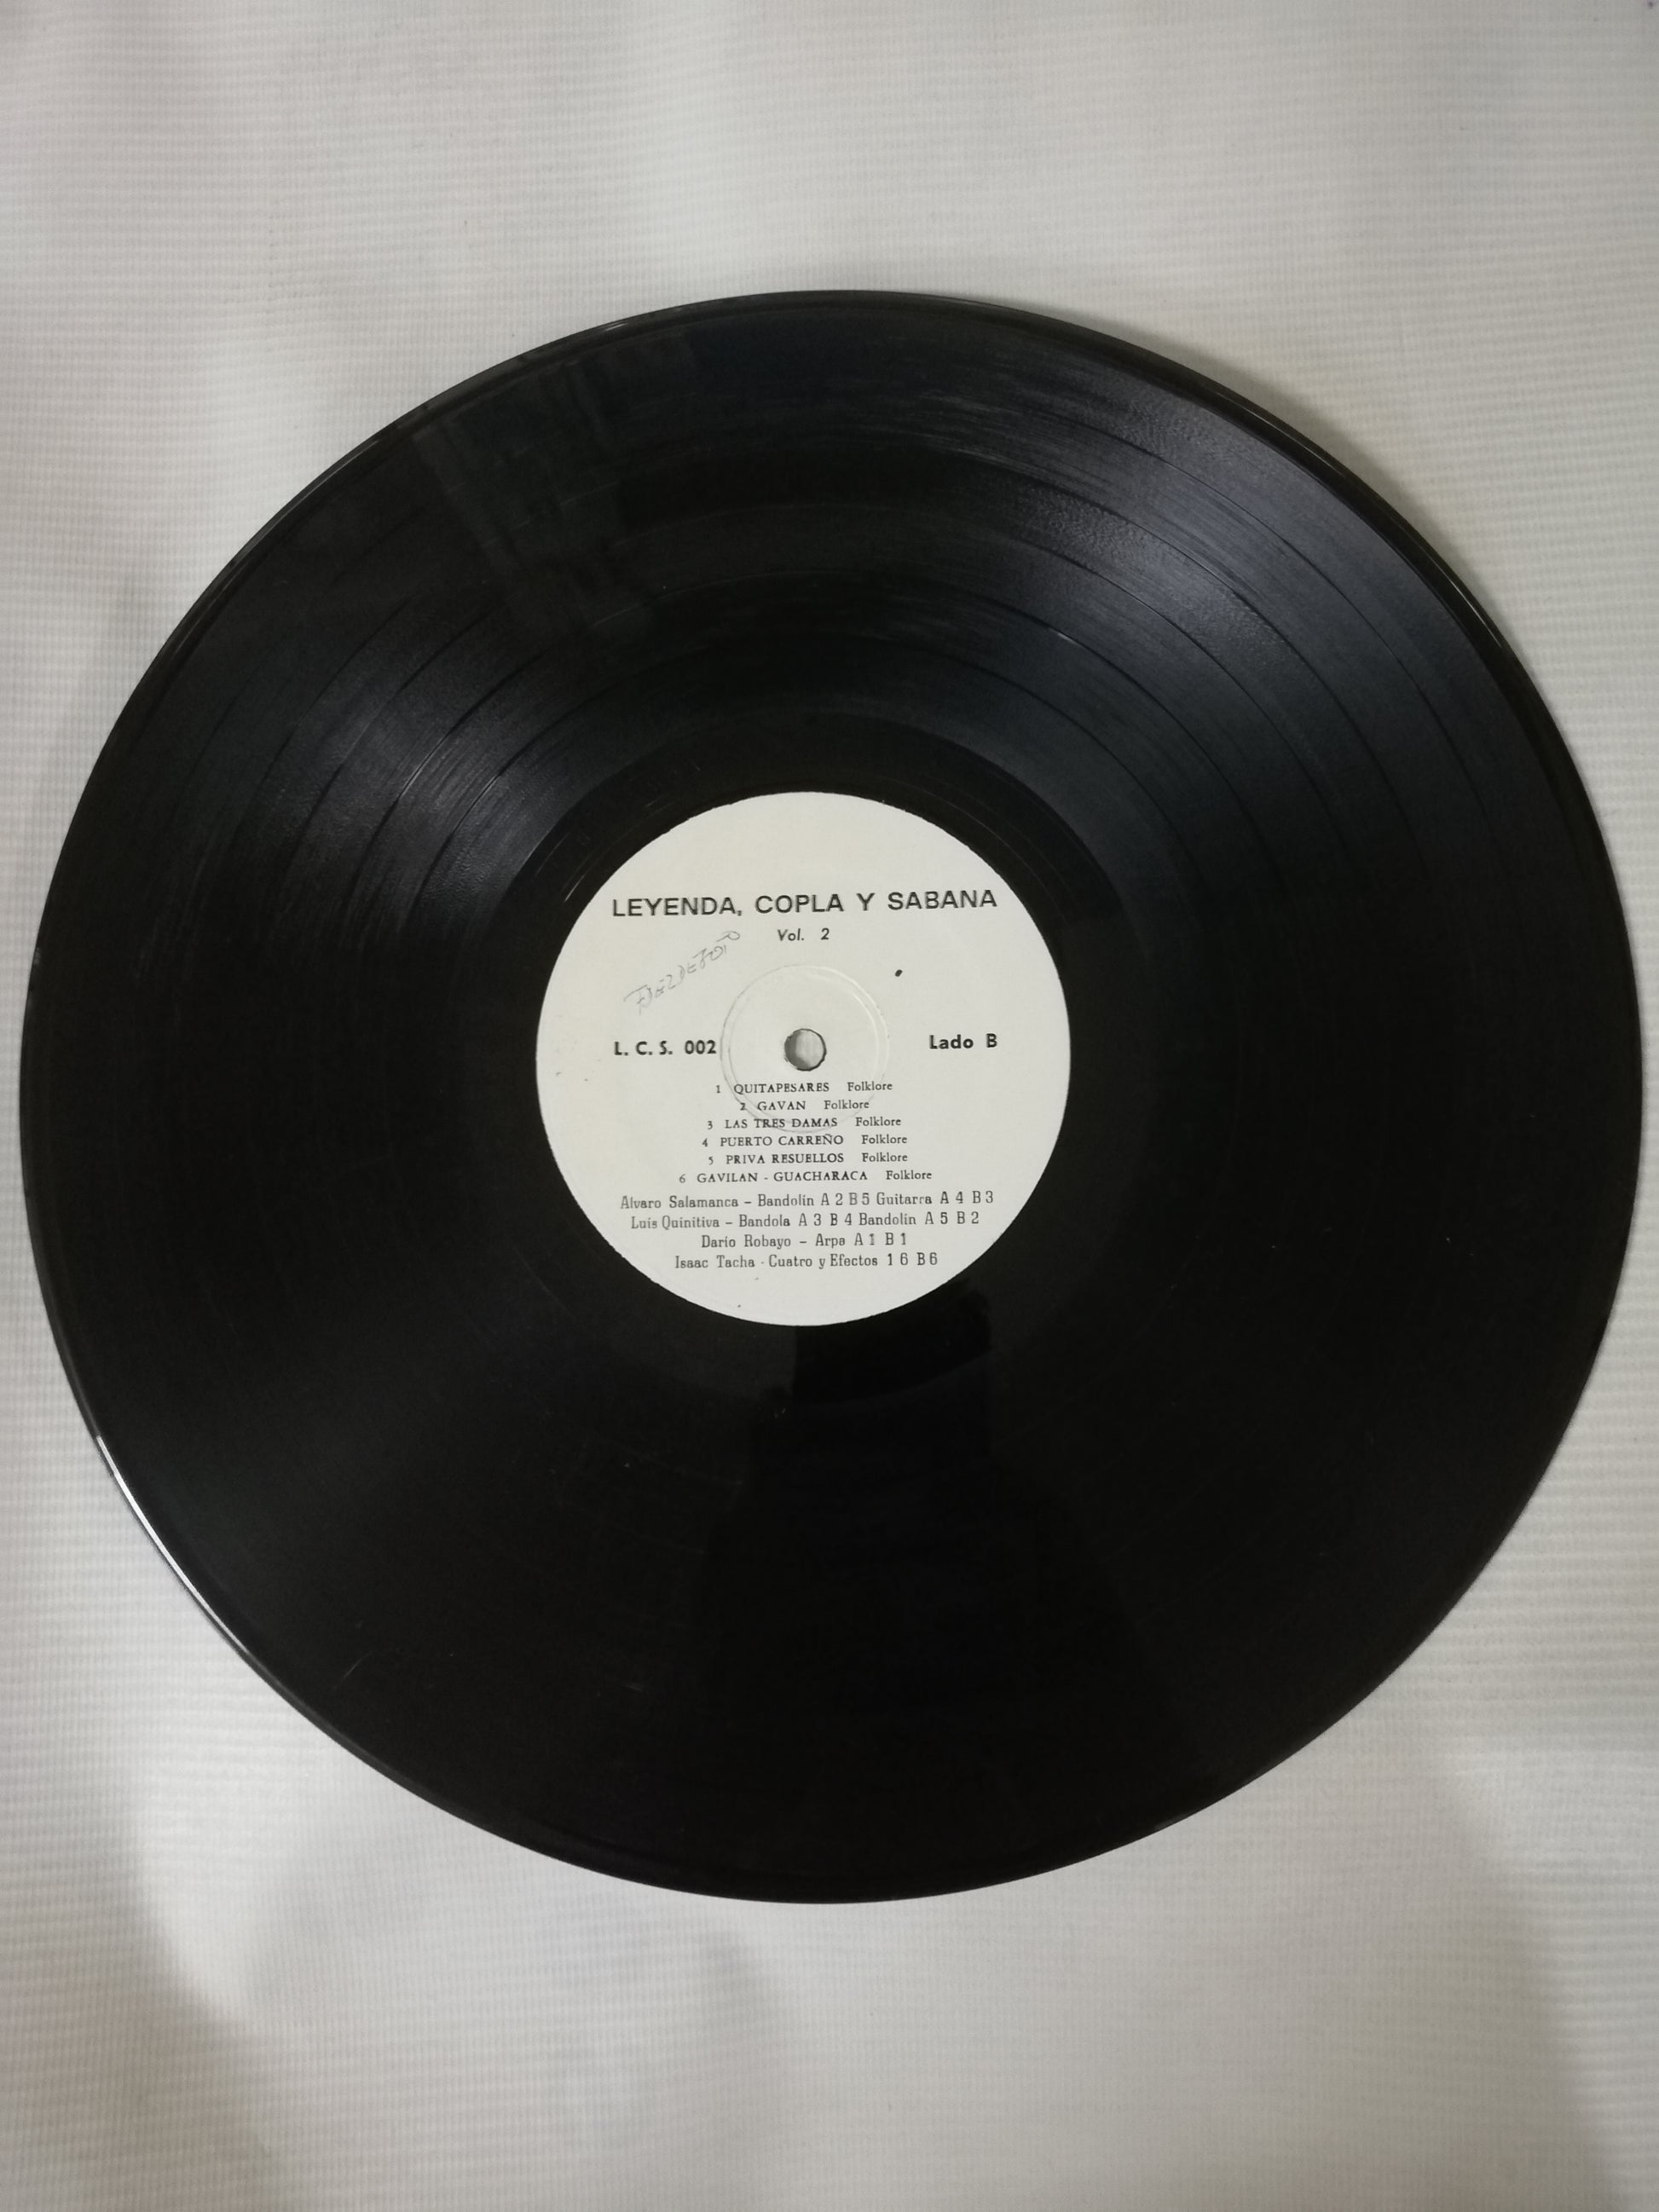 LEYENDA, COPLA Y SABANA
Vol. 2
L. C. S. 002
Lado B
1 QUITAPESARES Folklore
2 GAVAN Folklore
3 LAS TRES DAMAS Folklore
4 PUERTO CARREÑO Folklore
5 PRIVA RESUELLOS Folklore
6 GAVILAN - GUACHARACA Folklore
Alvaro Salamanca - Bandolín A 2 B 5 Guitarra A 4 B 3
Luis Quinitiva - Bandola A 3 B 4 Bandolin A 5 B 2
Dario Robayo - Arpa A 1 B 1
Isaac Tacha - Cuatro y Efectos 1 6 B 6